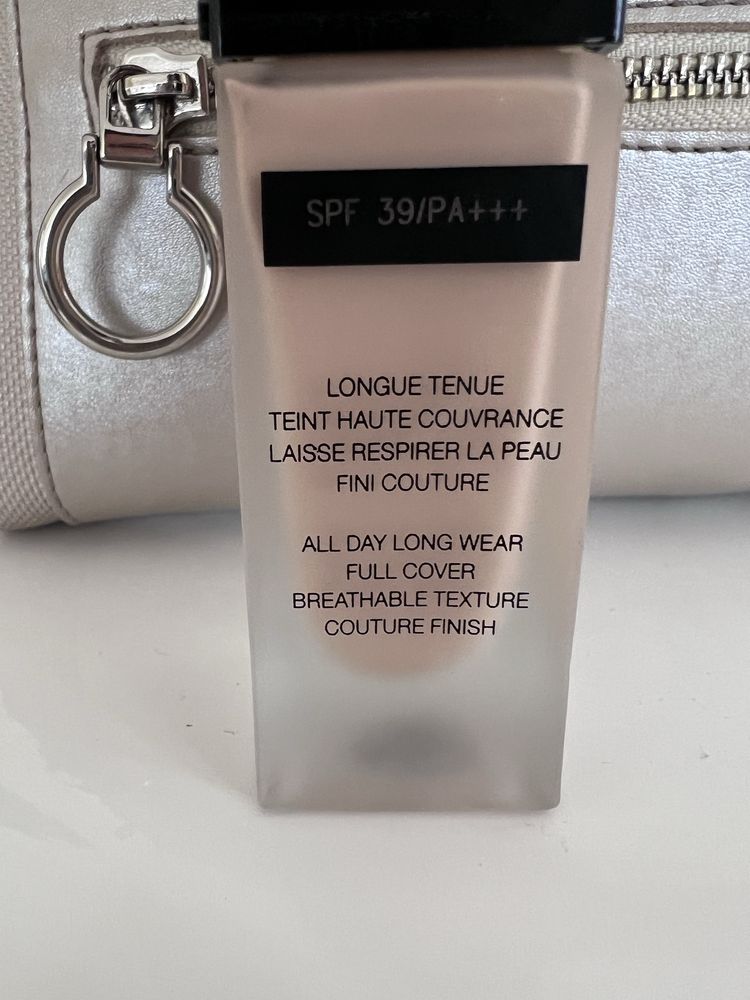 SPF 39/PA+++
LONGUE TENUE
TEINT HAUTE COUVRANCE
LAISSE RESPIRER LA PEAU
FINI COUTURE
ALL DAY LONG WEAR
FULL COVER
BREATHABLE TEXTURE
COUTURE FINISH